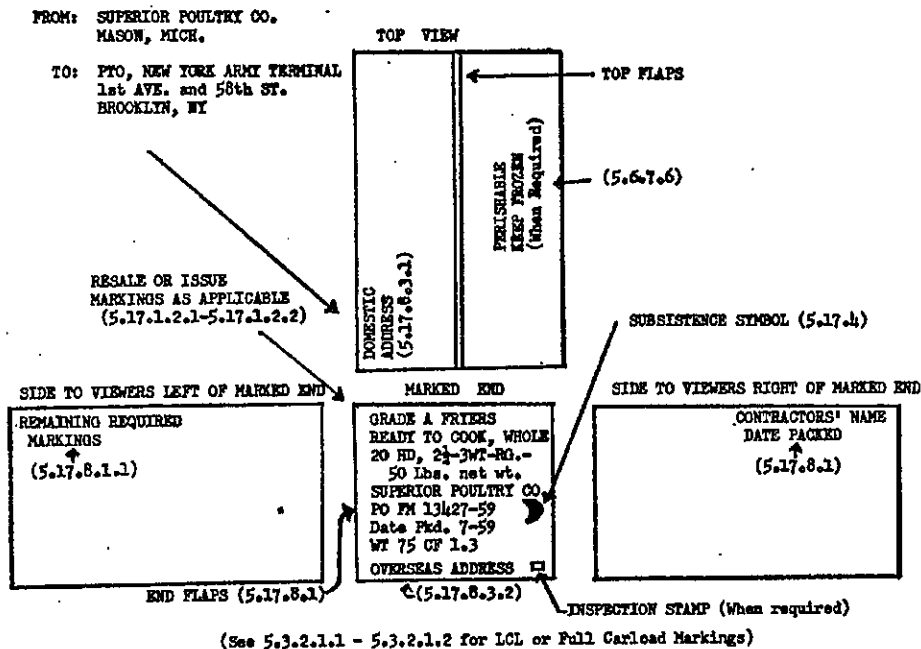 FROM: SUPERIOR POULTRY CO.
MASON, MICH.
TO: PTO, NEW YORK ARMY TERMINAL
1st AVE. and 58th ST.
BROOKLYN, NY
TOP VIEW
TOP FLAPS
PERISHABLE
KEEP FROZEN
(When Required)
(5.6.7.6)
DOMESTIC
ADDRESS
(5.17.8.3.1)
RESALE OR ISSUE
MARKINGS AS APPLICABLE
(5.17.1.2.1-5.17.1.2.2)
SUBSISTENCE SYMBOL (5.17.4)
SIDE TO VIEWERS LEFT OF MARKED END
REMAINING REQUIRED
MARKINGS
(5.17.8.1.1)
MARKED END
GRADE A FRYERS
READY TO COOK, WHOLE
20 HD, 2½-3WT-RG.-
50 Lbs. net wt.
SUPERIOR POULTRY CO.
PO FM 13427-59
Date Pkd. 7-59
WT 75 CF 1.3
OVERSEAS ADDRESS
SIDE TO VIEWERS RIGHT OF MARKED END
CONTRACTORS' NAME
DATE PACKED
(5.17.8.1)
END FLAPS (5.17.8.1)
(5.17.8.3.2)
INSPECTION STAMP (When required)
(See 5.3.2.1.1 - 5.3.2.1.2 for LCL or Full Carload Markings)